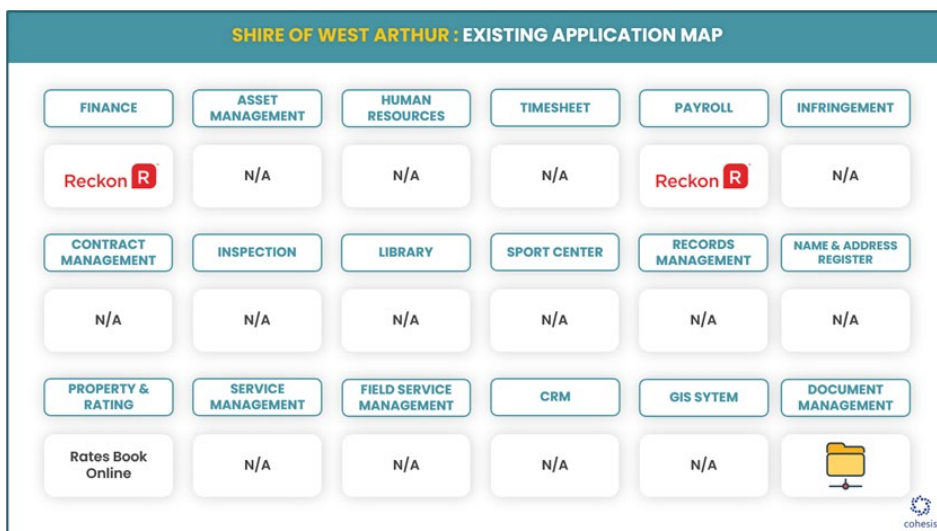 SHIRE OF WEST ARTHUR : EXISTING APPLICATION MAP
FINANCE
ASSET
MANAGEMENT
HUMAN
RESOURCES
TIMESHEET
PAYROLL
INFRINGEMENT
Reckon R
N/A
N/A
N/A
Reckon R
N/A
CONTRACT
MANAGEMENT
INSPECTION
LIBRARY
SPORT CENTER
RECORDS
MANAGEMENT
NAME & ADDRESS
REGISTER
N/A
N/A
N/A
N/A
N/A
N/A
PROPERTY &
RATING
SERVICE
MANAGEMENT
FIELD SERVICE
MANAGEMENT
CRM
GIS SYTEM
DOCUMENT
MANAGEMENT
Rates Book
Online
N/A
N/A
N/A
N/A
cohesis